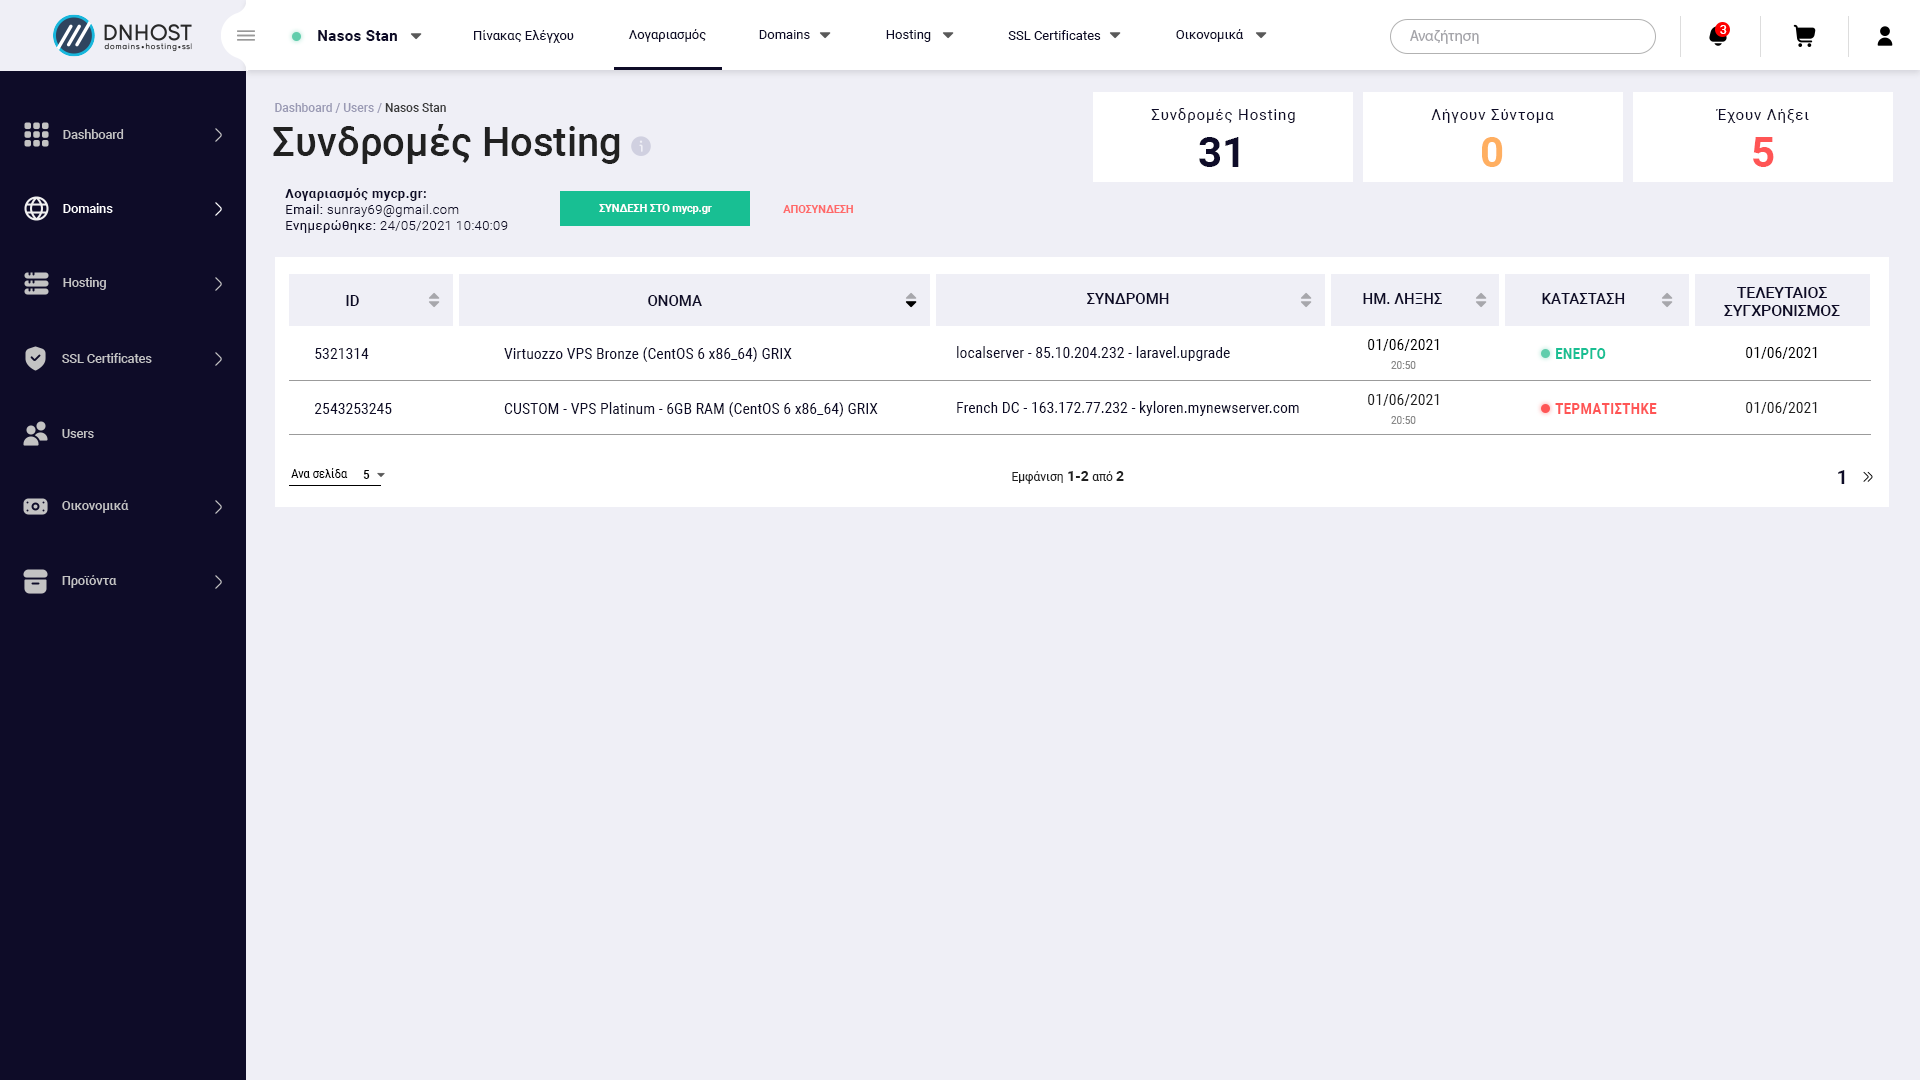 DNHOST
domains•hosting•ssl
Nasos Stan
Πίνακας Ελέγχου
Λογαριασμός
Domains
Hosting
SSL Certificates
Οικονομικά
Αναζήτηση
3
Dashboard
Domains
Hosting
SSL Certificates
Users
Οικονομικά
Προϊόντα
Dashboard / Users / Nasos Stan
Συνδρομές Hosting
Συνδρομές Hosting
31
Λήγουν Σύντομα
0
Έχουν Λήξει
5
Λογαριασμός mycp.gr:
Email: sunray69@gmail.com
Ενημερώθηκε: 24/05/2021 10:40:09
ΣΥΝΔΕΣΗ ΣΤΟ mycp.gr
ΑΠΟΣΥΝΔΕΣΗ
ID
ΟΝΟΜΑ
ΣΥΝΔΡΟΜΗ
ΗΜ. ΛΗΞΗΣ
ΚΑΤΑΣΤΑΣΗ
ΤΕΛΕΥΤΑΙΟΣ
ΣΥΓΧΡΟΝΙΣΜΟΣ
5321314
Virtuozzo VPS Bronze (CentOS 6 x86_64) GRIX
localserver - 85.10.204.232 - laravel.upgrade
01/06/2021
20:50
ΕΝΕΡΓΟ
01/06/2021
2543253245
CUSTOM - VPS Platinum - 6GB RAM (CentOS 6 x86_64) GRIX
French DC - 163.172.77.232 - kyloren.mynewserver.com
01/06/2021
20:50
ΤΕΡΜΑΤΙΣΤΗΚΕ
01/06/2021
Ανα σελίδα 5
Εμφάνιση 1-2 από 2
1 »